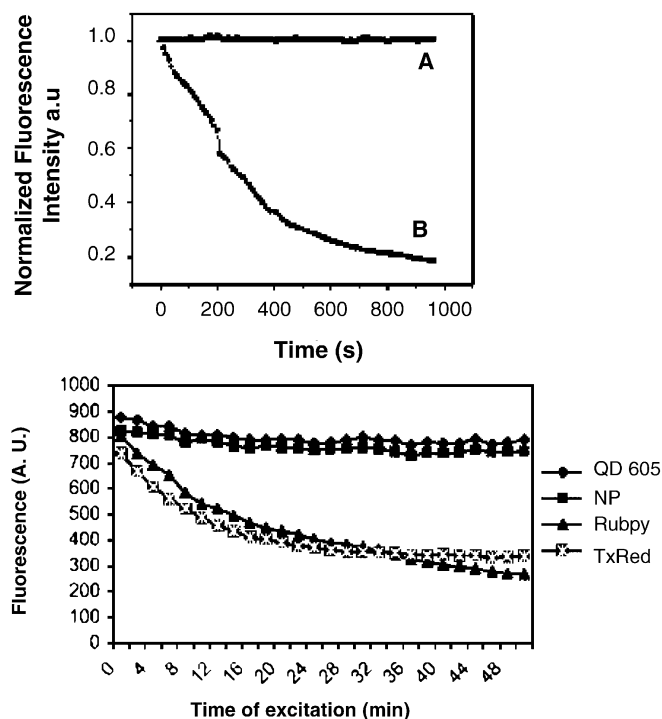 Normalized Fluorescence
Intensity a.u
1.0
0.8
0.6
0.4
0.2
A
B
0 200 400 600 800 1000
Time (s)
Fluorescence (A. U.)
1000
900
800
700
600
500
400
300
200
100
0
0 4 8 12 16 20 24 28 32 36 40 44 48
Time of excitation (min)
QD 605
NP
Rubpy
TxRed